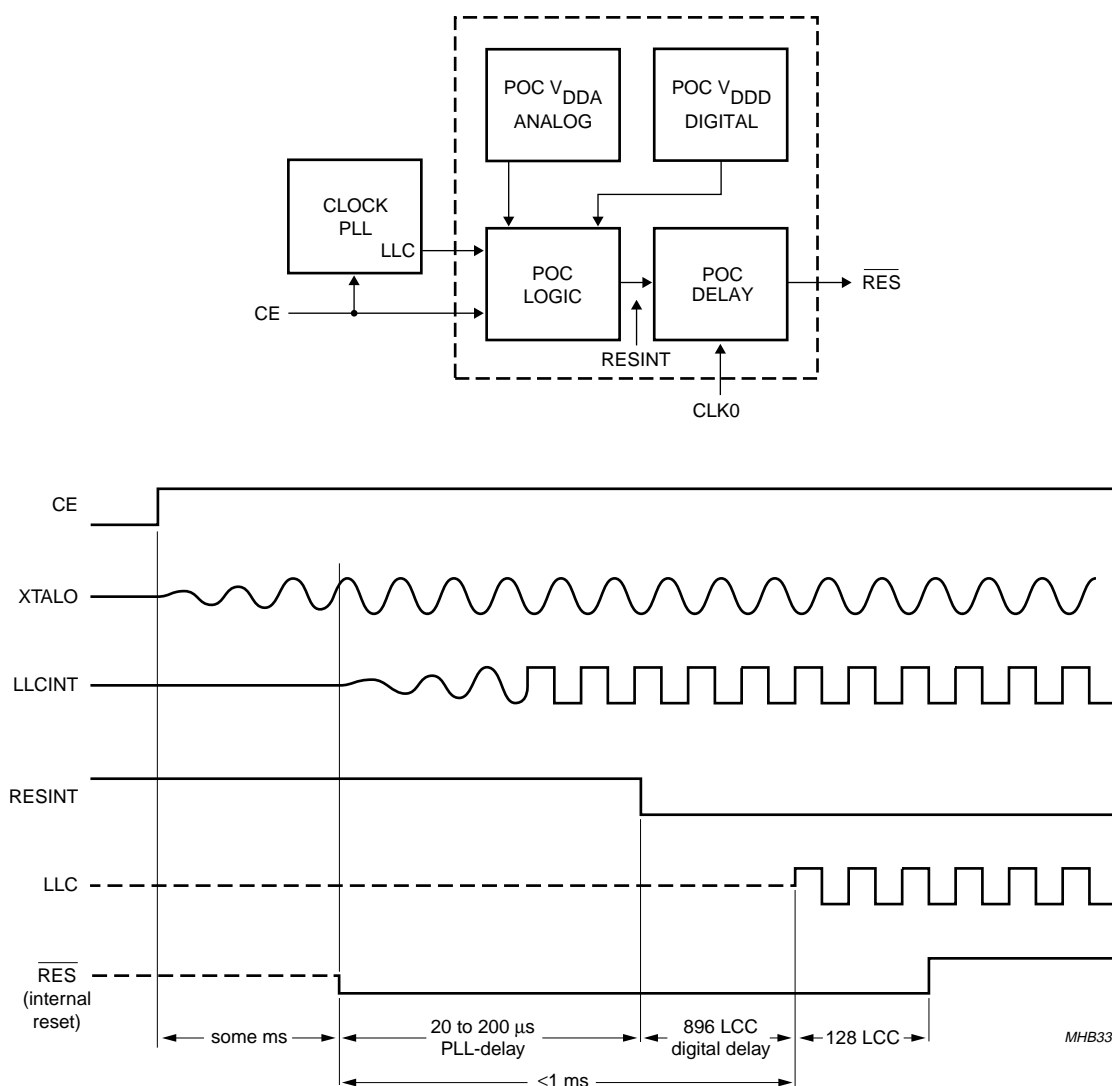 POC VDDA
ANALOG
POC VDDD
DIGITAL
CLOCK
PLL
LLC
POC
LOGIC
POC
DELAY
RES
CE
RESINT
CLK0
CE
XTALO
LLCINT
RESINT
LLC
RES
(internal
reset)
some ms
20 to 200 μs
PLL-delay
896 LCC
digital delay
128 LCC
<1 ms
MHB33